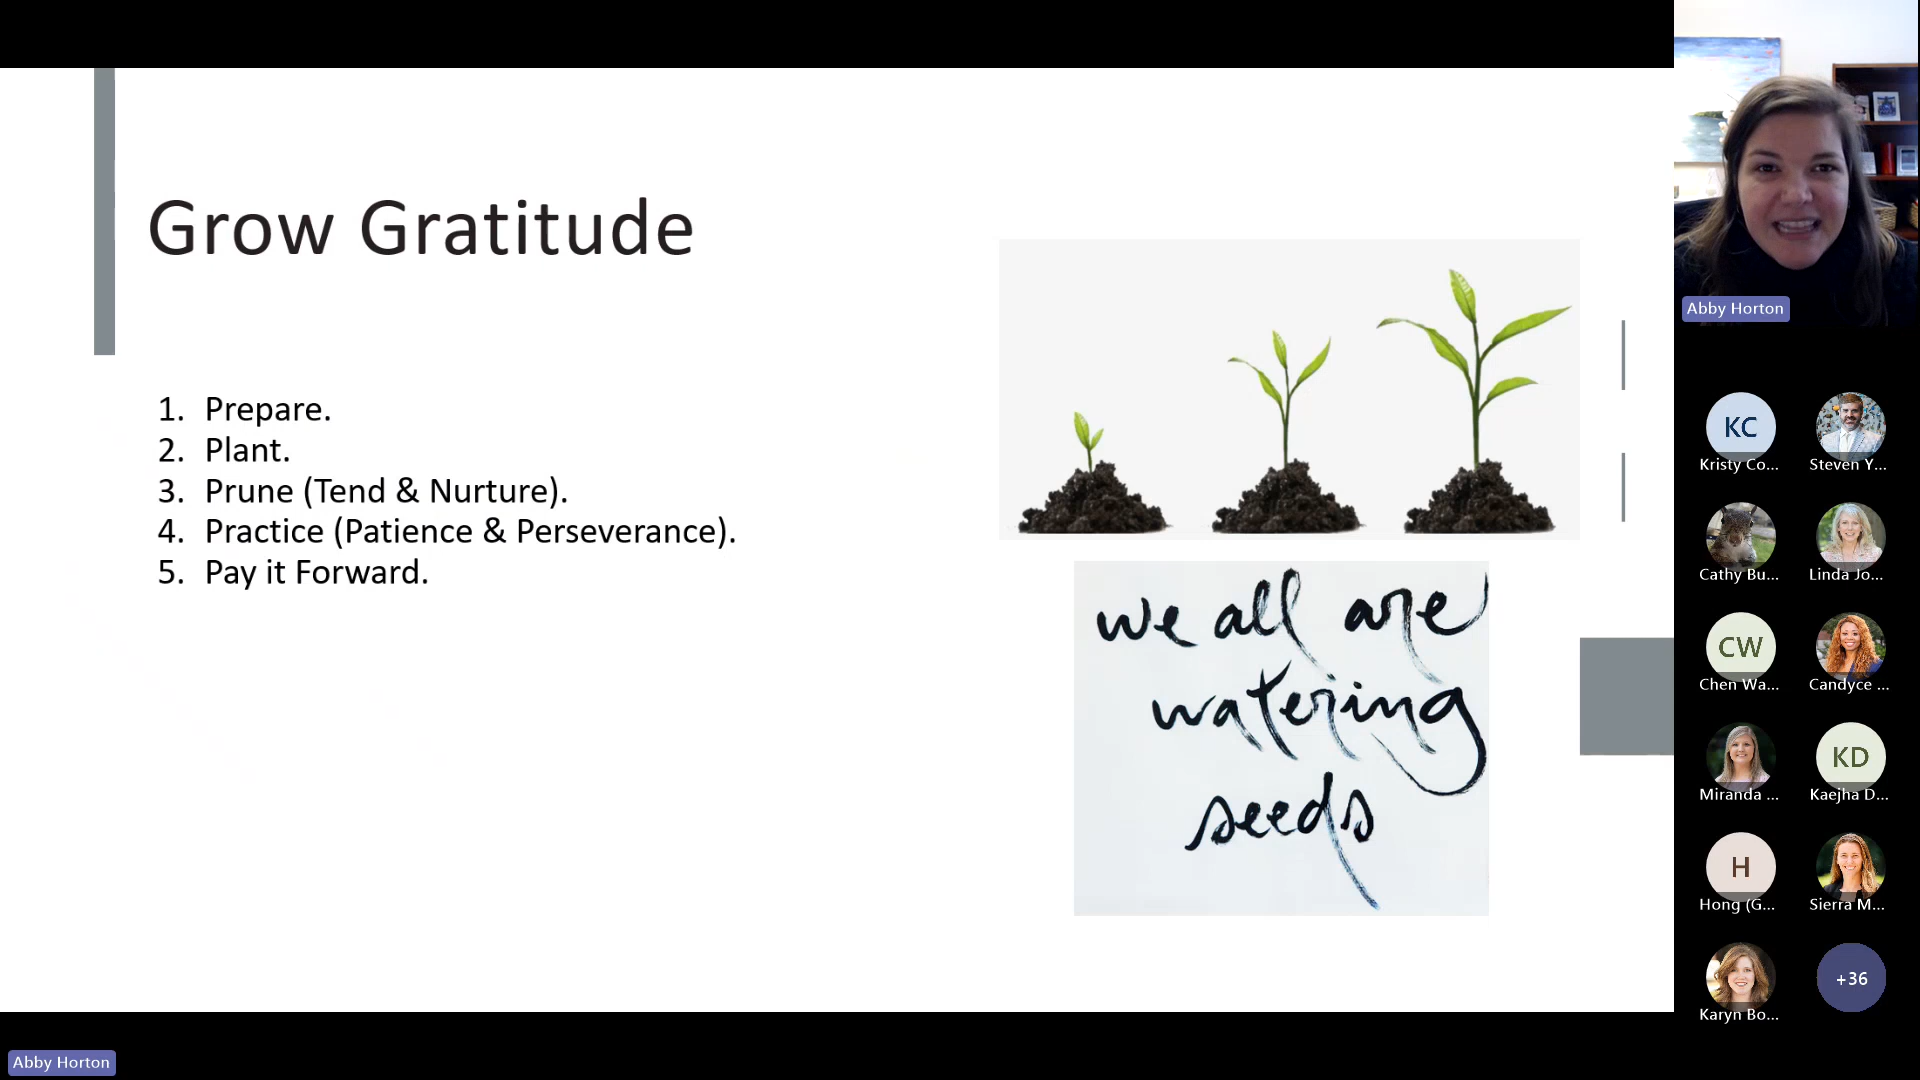 Grow Gratitude
1. Prepare.
2. Plant.
3. Prune (Tend & Nurture).
4. Practice (Patience & Perseverance).
5. Pay it Forward.
we all are
watering
seeds
Abby Horton
KC
Kristy Co...
Steven Y...
Cathy Bu...
Linda Jo...
CW
Chen Wa...
Candyce ...
Miranda ...
KD
Kaejha D...
H
Hong (G...
Sierra M...
Karyn Bo...
+36
Abby Horton